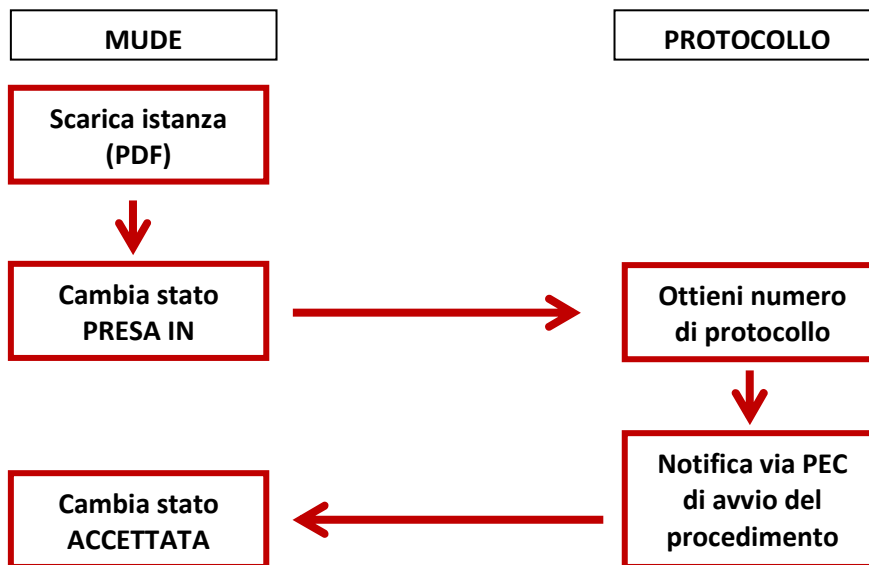 MUDE
PROTOCOLLO
Scarica istanza
(PDF)
Cambia stato
PRESA IN
Ottieni numero
di protocollo
Notifica via PEC
di avvio del
procedimento
Cambia stato
ACCETTATA